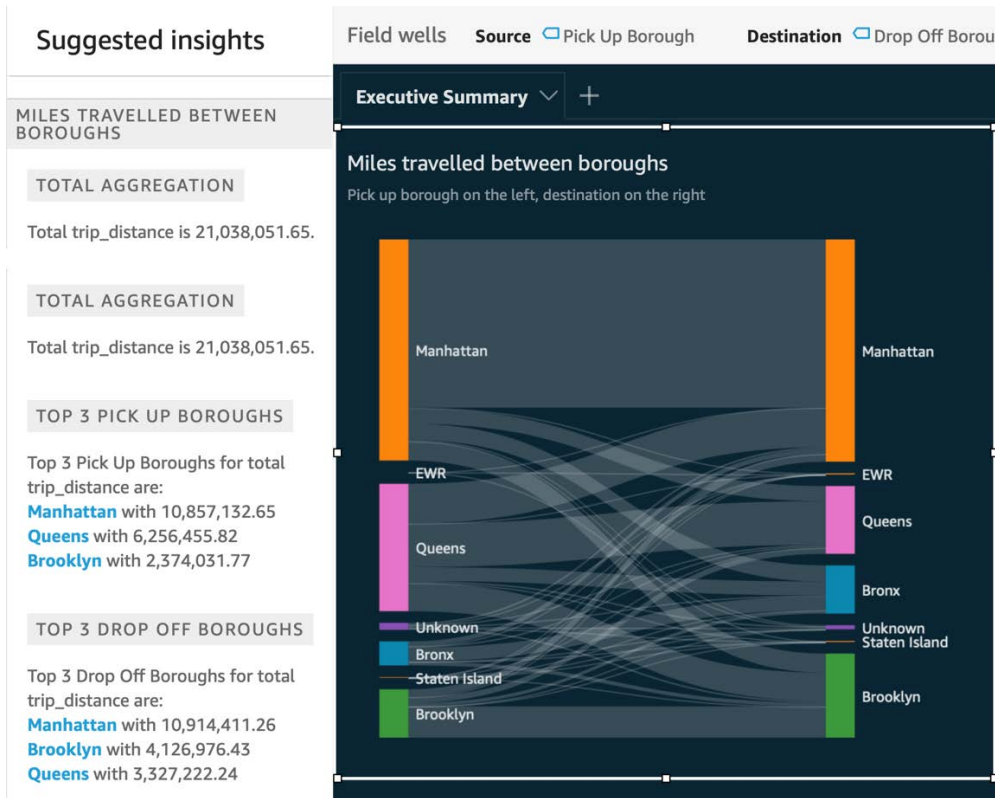 Suggested insights
MILES TRAVELLED BETWEEN
BOROUGHS
TOTAL AGGREGATION
Total trip_distance is 21,038,051.65.
TOTAL AGGREGATION
Total trip_distance is 21,038,051.65.
TOP 3 PICK UP BOROUGHS
Top 3 Pick Up Boroughs for total
trip_distance are:
Manhattan with 10,857,132.65
Queens with 6,256,455.82
Brooklyn with 2,374,031.77
TOP 3 DROP OFF BOROUGHS
Top 3 Drop Off Boroughs for total
trip_distance are:
Manhattan with 10,914,411.26
Brooklyn with 4,126,976.43
Queens with 3,327,222.24
Field wells Source Pick Up Borough Destination Drop Off Borou
Executive Summary
Miles travelled between boroughs
Pick up borough on the left, destination on the right
Manhattan
EWR
Queens
Unknown
Bronx
Staten Island
Brooklyn
Manhattan
EWR
Queens
Bronx
Unknown
Staten Island
Brooklyn